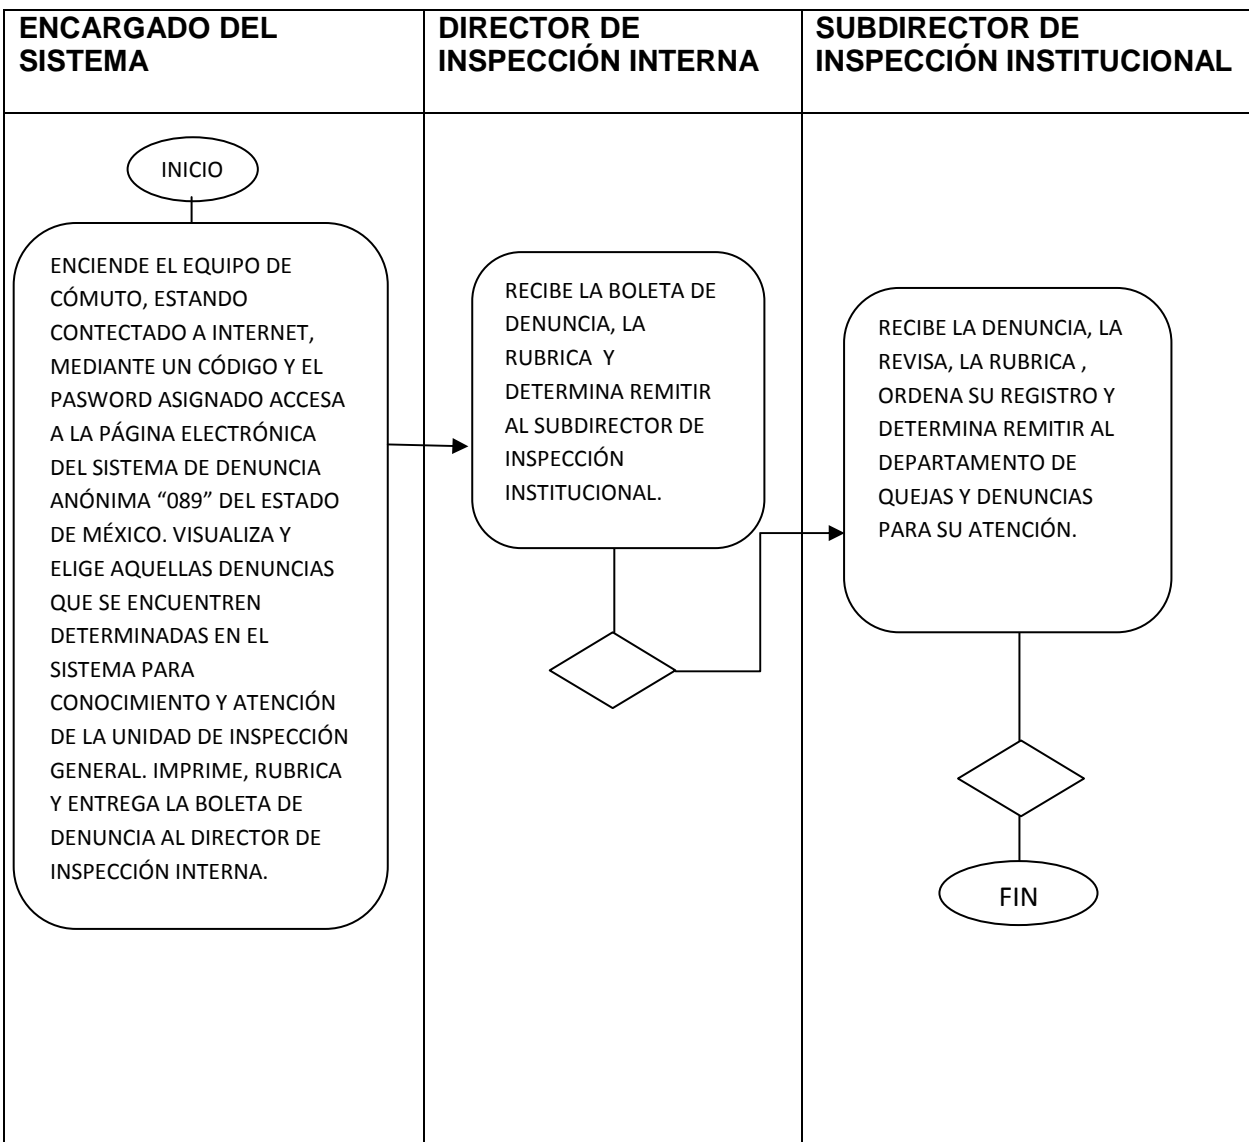 ENCARGADO DEL
SISTEMA
DIRECTOR DE
INSPECCIÓN INTERNA
SUBDIRECTOR DE
INSPECCIÓN INSTITUCIONAL
INICIO
ENCIENDE EL EQUIPO DE
CÓMUTO, ESTANDO
CONTECTADO A INTERNET,
MEDIANTE UN CÓDIGO Y EL
PASWORD ASIGNADO ACCESA
A LA PÁGINA ELECTRÓNICA
DEL SISTEMA DE DENUNCIA
ANÓNIMA “089” DEL ESTADO
DE MÉXICO. VISUALIZA Y
ELIGE AQUELLAS DENUNCIAS
QUE SE ENCUENTREN
DETERMINADAS EN EL
SISTEMA PARA
CONOCIMIENTO Y ATENCIÓN
DE LA UNIDAD DE INSPECCIÓN
GENERAL. IMPRIME, RUBRICA
Y ENTREGA LA BOLETA DE
DENUNCIA AL DIRECTOR DE
INSPECCIÓN INTERNA.
RECIBE LA BOLETA DE
DENUNCIA, LA
RUBRICA  Y
DETERMINA REMITIR
AL SUBDIRECTOR DE
INSPECCIÓN
INSTITUCIONAL.
RECIBE LA DENUNCIA, LA
REVISA, LA RUBRICA ,
ORDENA SU REGISTRO Y
DETERMINA REMITIR AL
DEPARTAMENTO DE
QUEJAS Y DENUNCIAS
PARA SU ATENCIÓN.
FIN